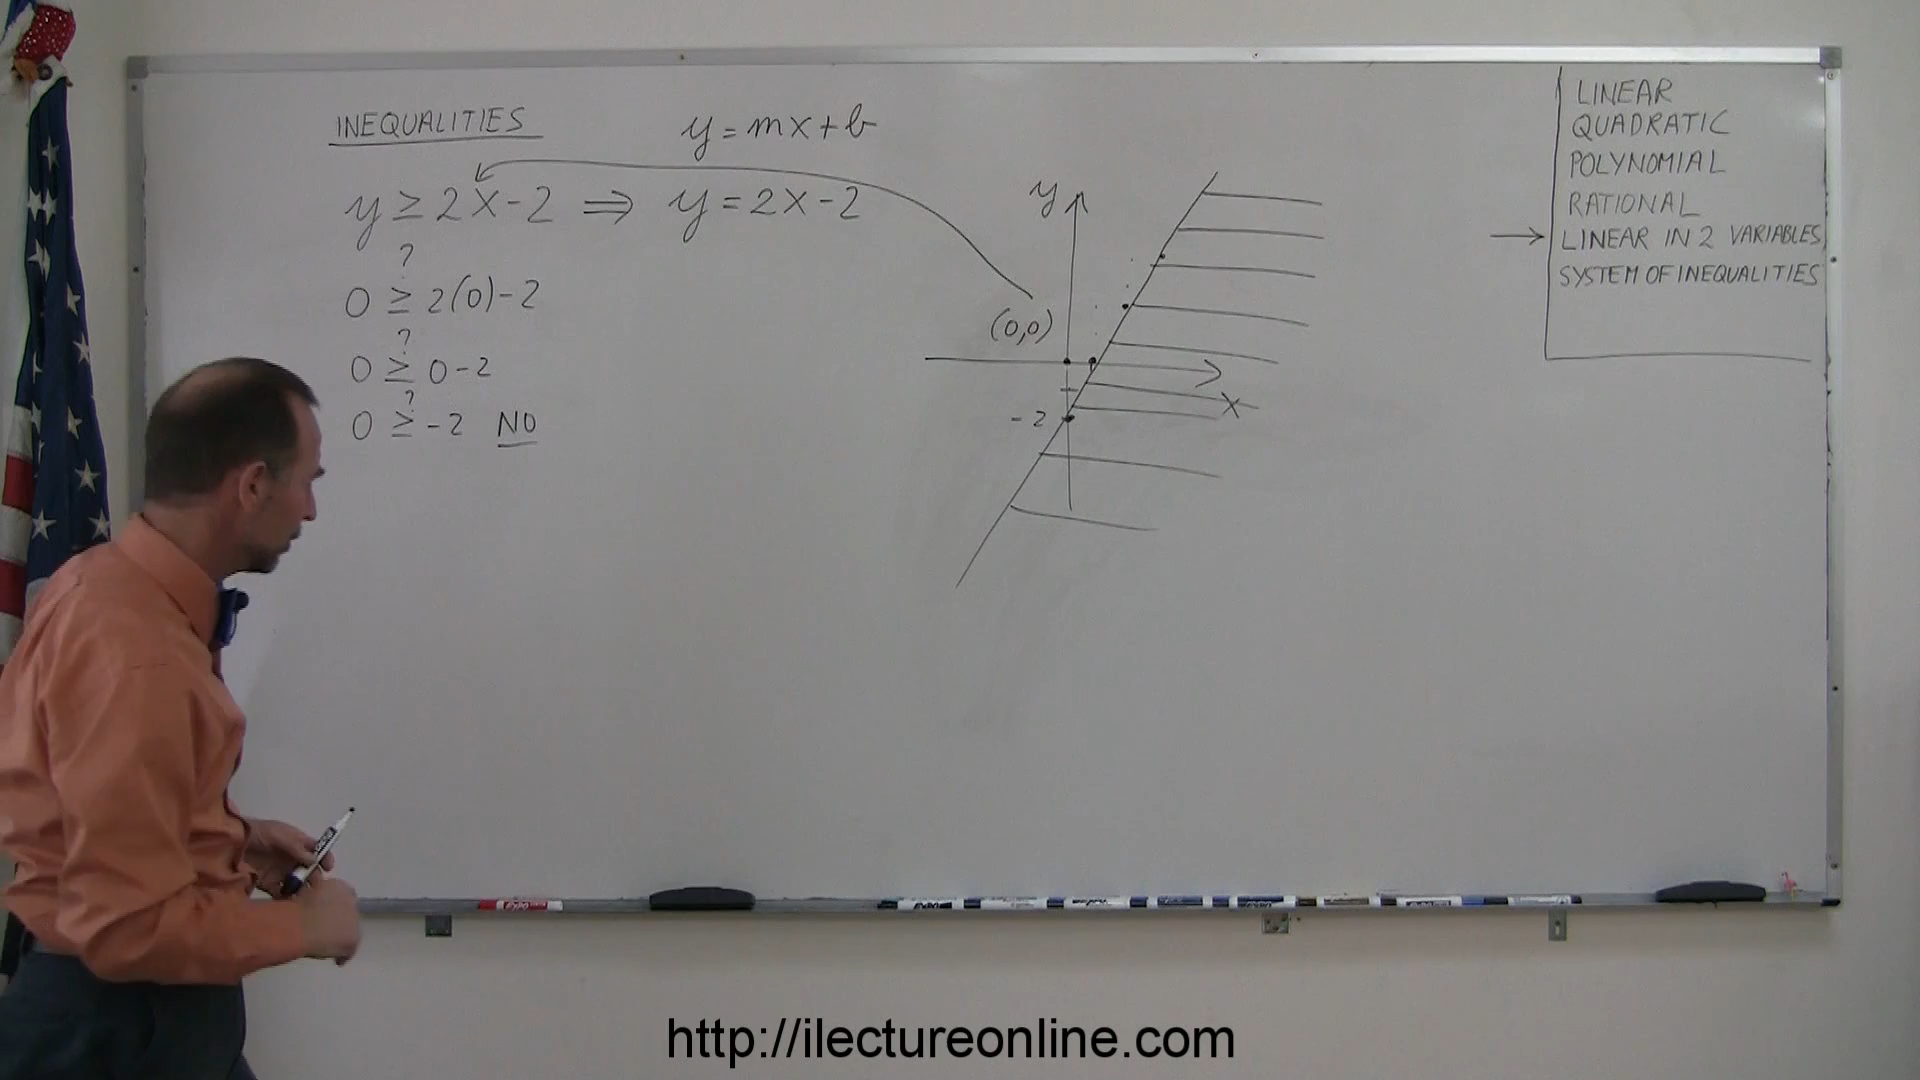 INEQUALITIES
y = mx + b
y ≥ 2x - 2 ⇒ y = 2x - 2
?
0 ≥ 2(0) - 2
?
0 ≥ 0 - 2
?
0 ≥ -2 NO
y
(0,0)
x
-2
LINEAR
QUADRATIC
POLYNOMIAL
RATIONAL
→ LINEAR IN 2 VARIABLES
SYSTEM OF INEQUALITIES
http://ilectureonline.com